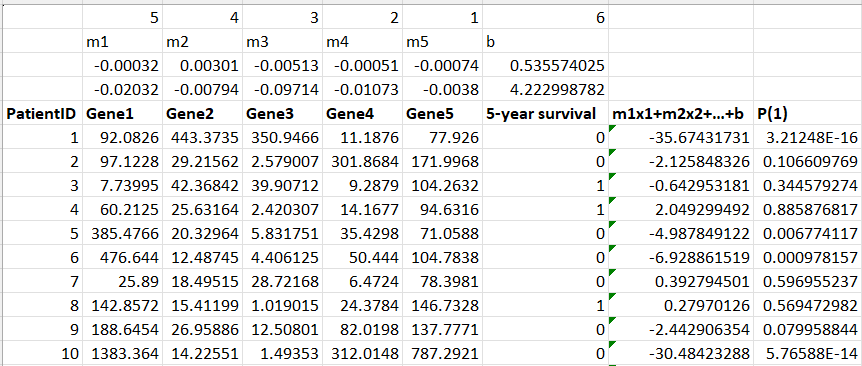 5 4 3 2 1 6
m1 m2 m3 m4 m5 b
-0.00032 0.00301 -0.00513 -0.00051 -0.00074 0.535574025
-0.02032 -0.00794 -0.09714 -0.01073 -0.0038 4.222998782
PatientID Gene1 Gene2 Gene3 Gene4 Gene5 5-year survival m1x1+m2x2+...+b P(1)
1 92.0826 443.3735 350.9466 11.1876 77.926 0 -35.67431731 3.21248E-16
2 97.1228 29.21562 2.579007 301.8684 171.9968 0 -2.125848326 0.106609769
3 7.73995 42.36842 39.90712 9.2879 104.2632 1 -0.642953181 0.344579274
4 60.2125 25.63164 2.420307 14.1677 94.6316 1 2.049299492 0.885876817
5 385.4766 20.32964 5.831751 35.4298 71.0588 0 -4.987849122 0.006774117
6 476.644 12.48745 4.406125 50.444 104.7838 0 -6.928861519 0.000978157
7 25.89 18.49515 28.72168 6.4724 78.3981 0 0.392794501 0.596955237
8 142.8572 15.41199 1.019015 24.3784 146.7328 1 0.27970126 0.569472982
9 188.6454 26.95886 12.50801 82.0198 137.7771 0 -2.442906354 0.079958844
10 1383.364 14.22551 1.49353 312.0148 787.2921 0 -30.48423288 5.76588E-14